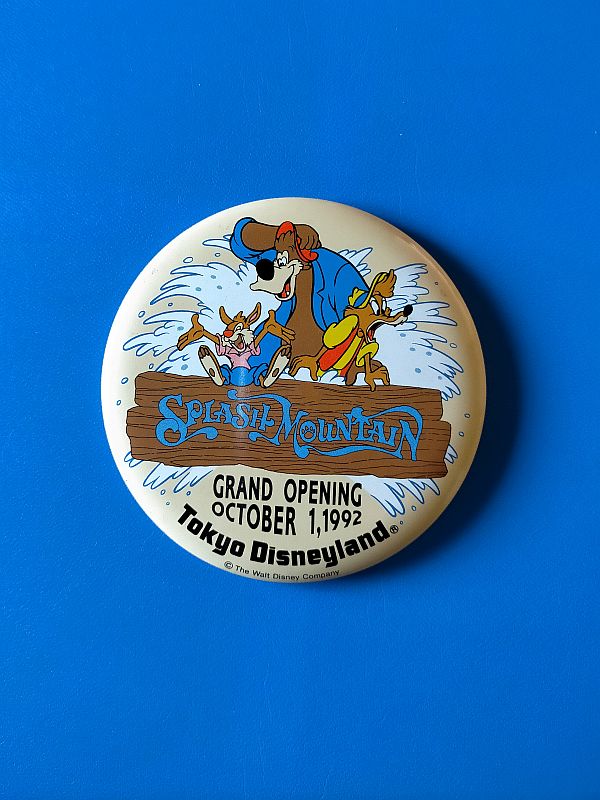 SPLASH MOUNTAIN
GRAND OPENING
OCTOBER 1,1992
Tokyo Disneyland®
© The Walt Disney Company